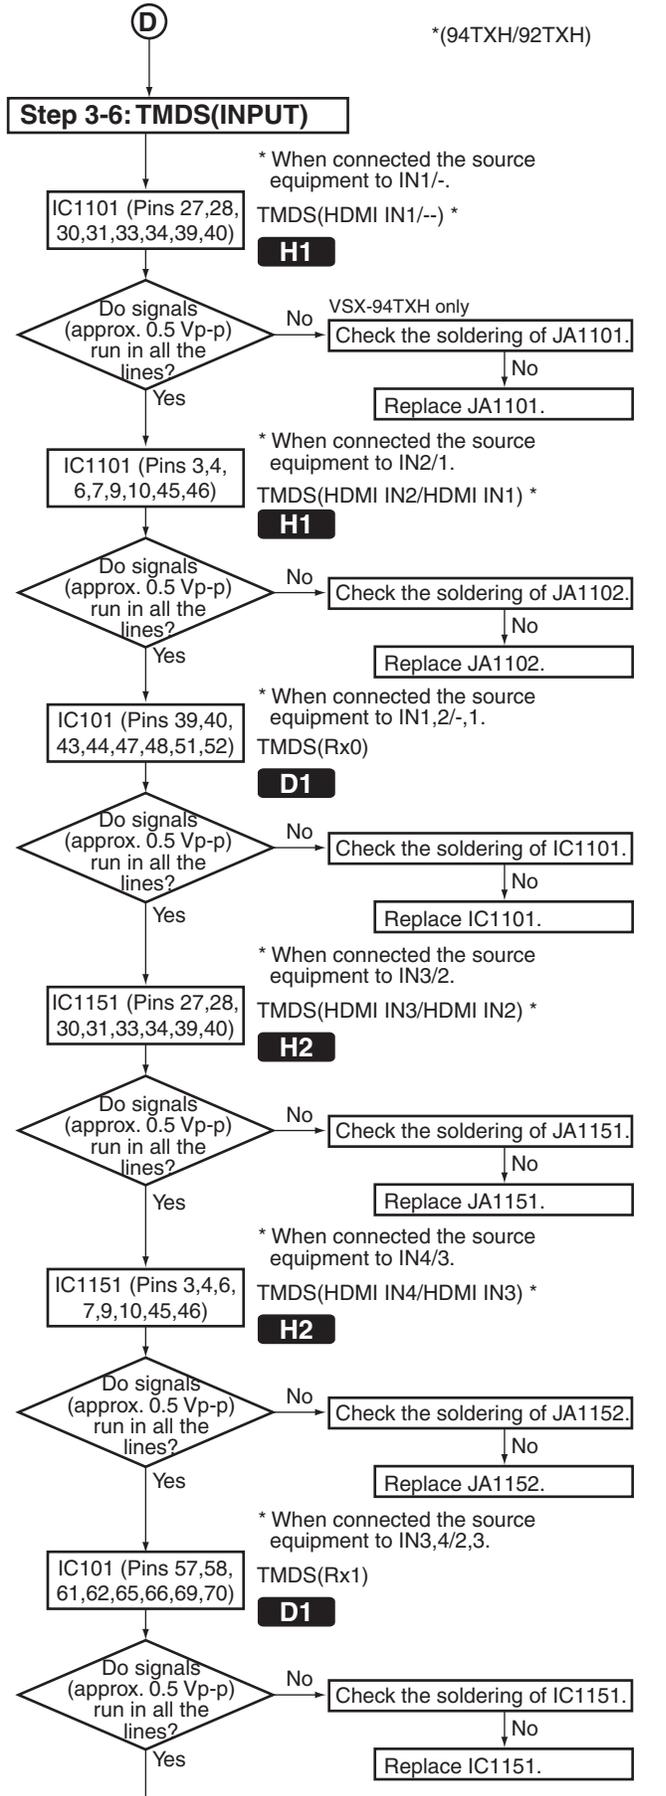 D
*(94TXH/92TXH)
Step 3-6: TMDS(INPUT)
* When connected the source
equipment to IN1/-.
IC1101 (Pins 27,28,
30,31,33,34,39,40)
TMDS(HDMI IN1/--) *
H1
Do signals
(approx. 0.5 Vp-p)
run in all the
lines?
No
VSX-94TXH only
Check the soldering of JA1101.
No
Replace JA1101.
Yes
* When connected the source
equipment to IN2/1.
IC1101 (Pins 3,4,
6,7,9,10,45,46)
TMDS(HDMI IN2/HDMI IN1) *
H1
Do signals
(approx. 0.5 Vp-p)
run in all the
lines?
No
Check the soldering of JA1102.
No
Replace JA1102.
Yes
* When connected the source
equipment to IN1,2/-,1.
IC101 (Pins 39,40,
43,44,47,48,51,52)
TMDS(Rx0)
D1
Do signals
(approx. 0.5 Vp-p)
run in all the
lines?
No
Check the soldering of IC1101.
No
Replace IC1101.
Yes
* When connected the source
equipment to IN3/2.
IC1151 (Pins 27,28,
30,31,33,34,39,40)
TMDS(HDMI IN3/HDMI IN2) *
H2
Do signals
(approx. 0.5 Vp-p)
run in all the
lines?
No
Check the soldering of JA1151.
No
Replace JA1151.
Yes
* When connected the source
equipment to IN4/3.
IC1151 (Pins 3,4,6,
7,9,10,45,46)
TMDS(HDMI IN4/HDMI IN3) *
H2
Do signals
(approx. 0.5 Vp-p)
run in all the
lines?
No
Check the soldering of JA1152.
No
Replace JA1152.
Yes
* When connected the source
equipment to IN3,4/2,3.
IC101 (Pins 57,58,
61,62,65,66,69,70)
TMDS(Rx1)
D1
Do signals
(approx. 0.5 Vp-p)
run in all the
lines?
No
Check the soldering of IC1151.
No
Replace IC1151.
Yes